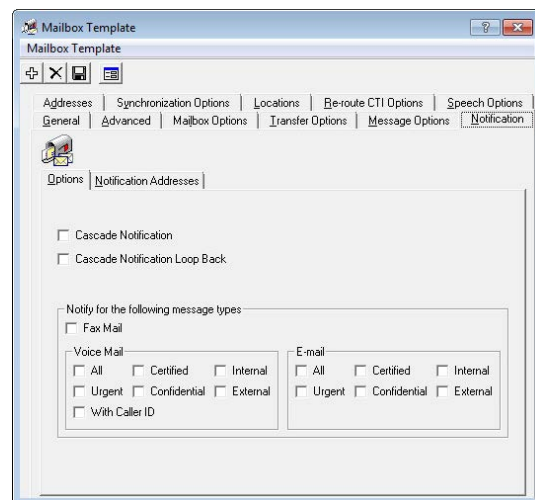 Mailbox Template
Mailbox Template
Addresses Synchronization Options Locations Re-route CTI Options Speech Options
General Advanced Mailbox Options Transfer Options Message Options Notification
Options Notification Addresses
Cascade Notification
Cascade Notification Loop Back
Notify for the following message types
Fax Mail
Voice Mail E-mail
All Certified Internal All Certified Internal
Urgent Confidential External Urgent Confidential External
With Caller ID